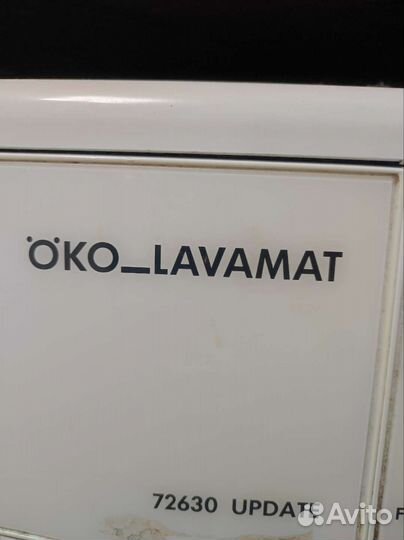 ÖKO_LAVAMAT
72630 UPDATE
F
Avito